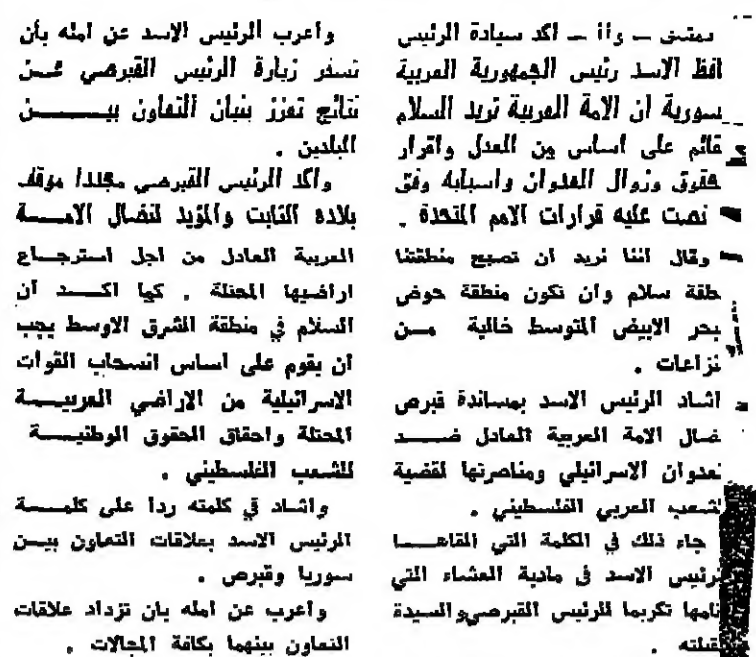 دمشق — وأا — اكد سيادة الرئيس
افظ الاسد رئيس الجمهورية العربية
سورية ان الامة العربية تريد السلام
قائم على اساس من العدل واقرار
حقوق وزوال العدوان واسبابه وفق
نصت عليه قرارات الامم المتحدة .
وقال اننا نريد ان تصبح منطقتنا
طقة سلام وان تكون منطقة حوض
بحر الابيض المتوسط خالية من
نزاعات .
اشاد الرئيس الاسد بمساندة قبرص
ضال الامة العربية العادل ضد
لعدوان الاسرائيلي ومناصرتها لقضية
لشعب العربي الفلسطيني .
جاء ذلك في الكلمة التي القاها
لرئيس الاسد في مادبة العشاء التي
قامها تكريما للرئيس القبرصي والسيدة
قيلته .
واعرب الرئيس الاسد عن امله بأن
تسفر زيارة الرئيس القبرصي عن
نتائج تعزز بنيان التعاون بين
البلدين .
واكد الرئيس القبرصي مجددا موقف
بلاده الثابت والمؤيد لنضال الامة
العربية العادل من اجل استرجاع
اراضيها المحتلة . كما اكد ان
السلام في منطقة الشرق الاوسط يجب
ان يقوم على اساس انسحاب القوات
الاسرائيلية من الاراضي العربية
المحتلة واحقاق الحقوق الوطنية
للشعب الفلسطيني .
واشاد في كلمته ردا على كلمة
الرئيس الاسد بعلاقات التعاون بين
سوريا وقبرص .
واعرب عن امله بان تزداد علاقات
التعاون بينهما بكافة المجالات .